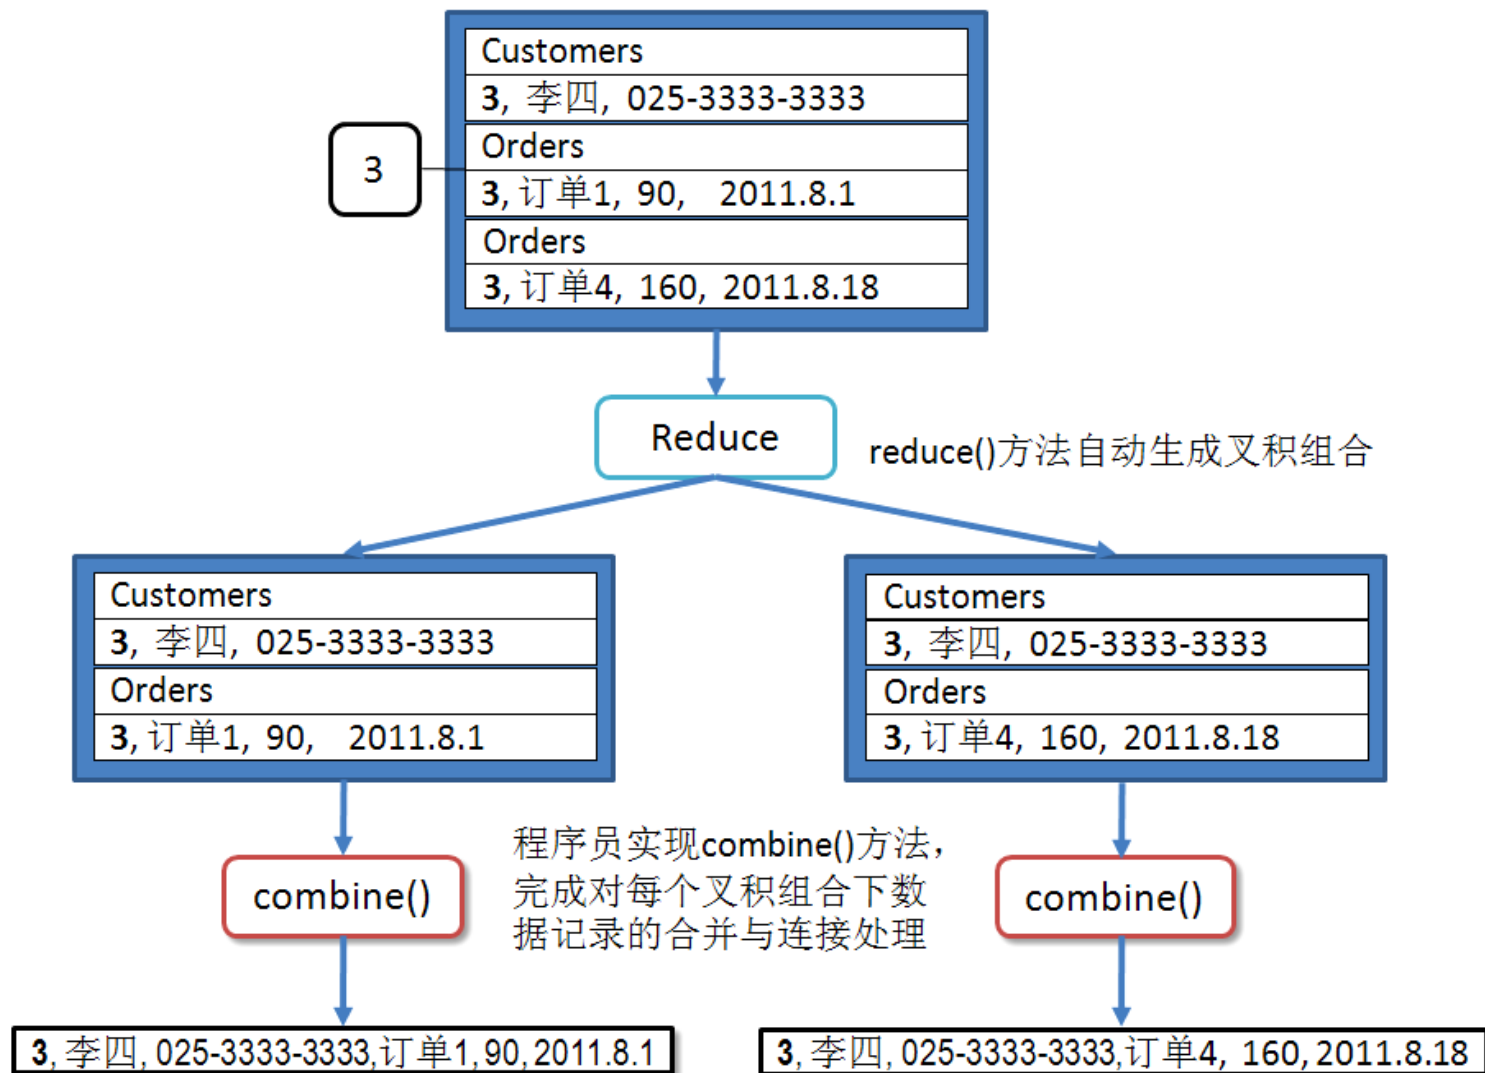 Customers
3, 李四, 025-3333-3333
Orders
3
3, 订单1, 90, 2011.8.1
Orders
3, 订单4, 160, 2011.8.18
Reduce
reduce()方法自动生成叉积组合
Customers
3, 李四, 025-3333-3333
Orders
3, 订单1, 90, 2011.8.1
Customers
3, 李四, 025-3333-3333
Orders
3, 订单4, 160, 2011.8.18
combine()
程序员实现combine()方法，
完成对每个叉积组合下数
据记录的合并与连接处理
combine()
3, 李四, 025-3333-3333,订单1,90,2011.8.1
3, 李四, 025-3333-3333,订单4, 160, 2011.8.18